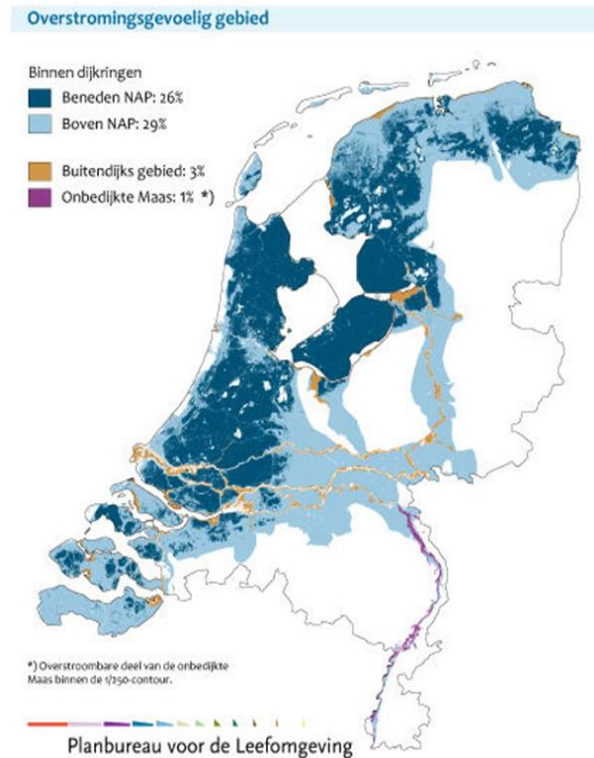 Overstromingsgevoelig gebied
Binnen dijkringen
Beneden NAP: 26%
Boven NAP: 29%
Buitendijks gebied: 3%
Onbedijkte Maas: 1% *)
*) Overstroombare deel van de onbedijkte
Maas binnen de 1/250-contour.
Planbureau voor de Leefomgeving